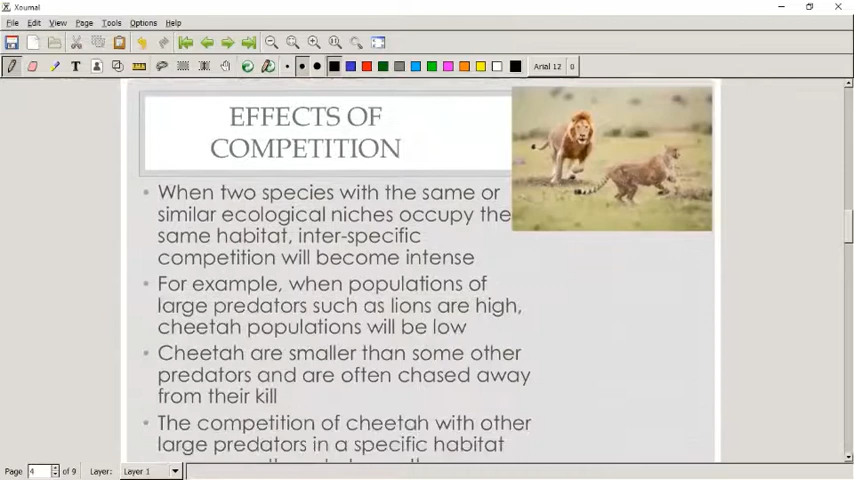 Xournal
File Edit View Page Tools Options Help
T Arial 12 0
EFFECTS OF
COMPETITION
• When two species with the same or
similar ecological niches occupy the
same habitat, inter-specific
competition will become intense
• For example, when populations of
large predators such as lions are high,
cheetah populations will be low
• Cheetah are smaller than some other
predators and are often chased away
from their kill
• The competition of cheetah with other
large predators in a specific habitat
Page 4 of 9 Layer: Layer 1